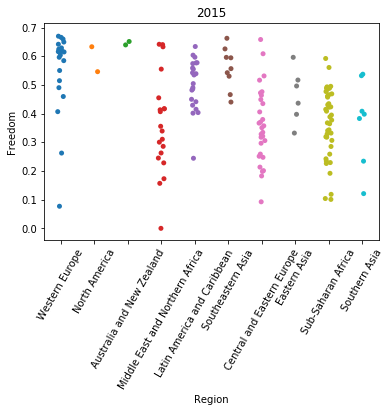 2015
Freedom
0.7
0.6
0.5
0.4
0.3
0.2
0.1
0.0
Western Europe
North America
Australia and New Zealand
Middle East and Northern Africa
Latin America and Caribbean
Southeastern Asia
Central and Eastern Europe
Eastern Asia
Sub-Saharan Africa
Southern Asia
Region